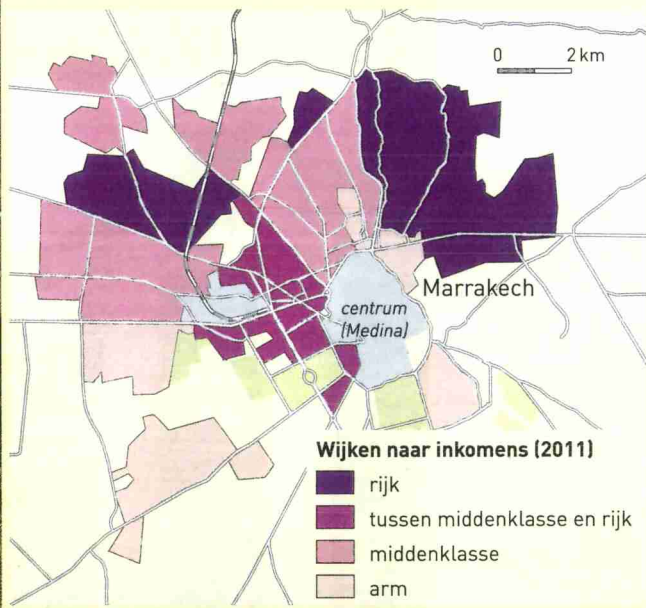 0 2 km
Marrakech
centrum
(Medina)
Wijken naar inkomens (2011)
rijk
tussen middenklasse en rijk
middenklasse
arm